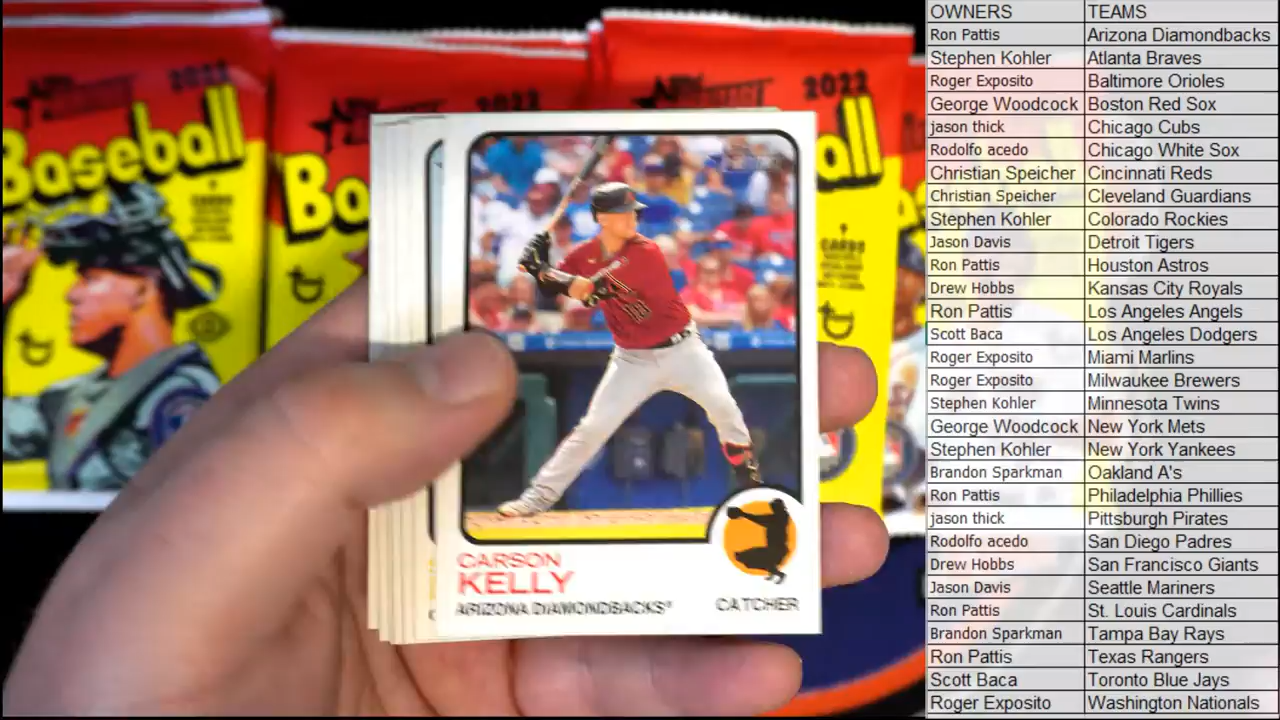 2022
Baseball
2022
Ba
2022
all
CARDS
CARSON
KELLY
ARIZONA DIAMONDBACKS
CATCHER
OWNERS TEAMS
Ron Pattis Arizona Diamondbacks
Stephen Kohler Atlanta Braves
Roger Exposito Baltimore Orioles
George Woodcock Boston Red Sox
jason thick Chicago Cubs
Rodolfo acedo Chicago White Sox
Christian Speicher Cincinnati Reds
Christian Speicher Cleveland Guardians
Stephen Kohler Colorado Rockies
Jason Davis Detroit Tigers
Ron Pattis Houston Astros
Drew Hobbs Kansas City Royals
Ron Pattis Los Angeles Angels
Scott Baca Los Angeles Dodgers
Roger Exposito Miami Marlins
Roger Exposito Milwaukee Brewers
Stephen Kohler Minnesota Twins
George Woodcock New York Mets
Stephen Kohler New York Yankees
Brandon Sparkman Oakland A's
Ron Pattis Philadelphia Phillies
jason thick Pittsburgh Pirates
Rodolfo acedo San Diego Padres
Drew Hobbs San Francisco Giants
Jason Davis Seattle Mariners
Ron Pattis St. Louis Cardinals
Brandon Sparkman Tampa Bay Rays
Ron Pattis Texas Rangers
Scott Baca Toronto Blue Jays
Roger Exposito Washington Nationals